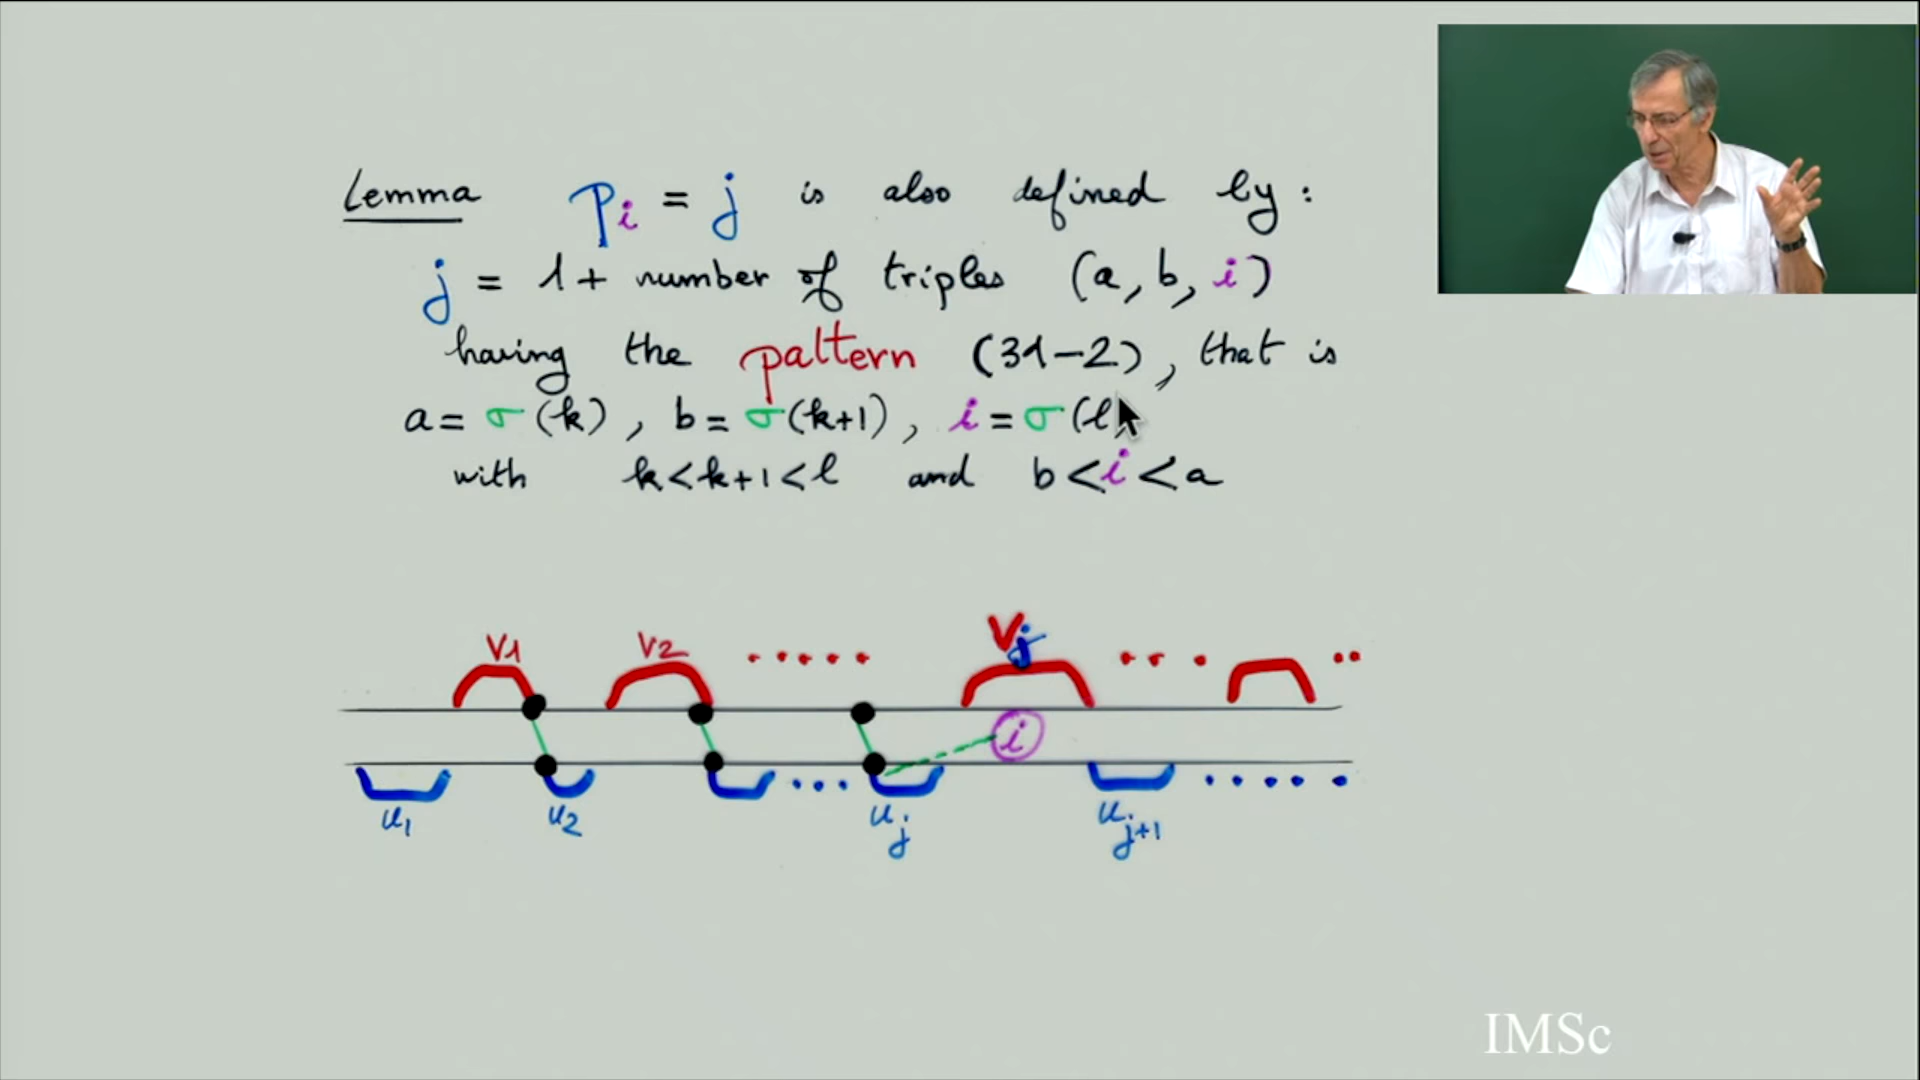 Lemma p_i = j is also defined by :
j = 1 + number of triples (a, b, i)
having the pattern (31-2), that is
a = σ(k), b = σ(k+1), i = σ(l
with k < k+1 < l and b < i < a
V1 V2 ..... Vj ... ..
i
u1 u2 ... uj uj+1 .....
IMSc